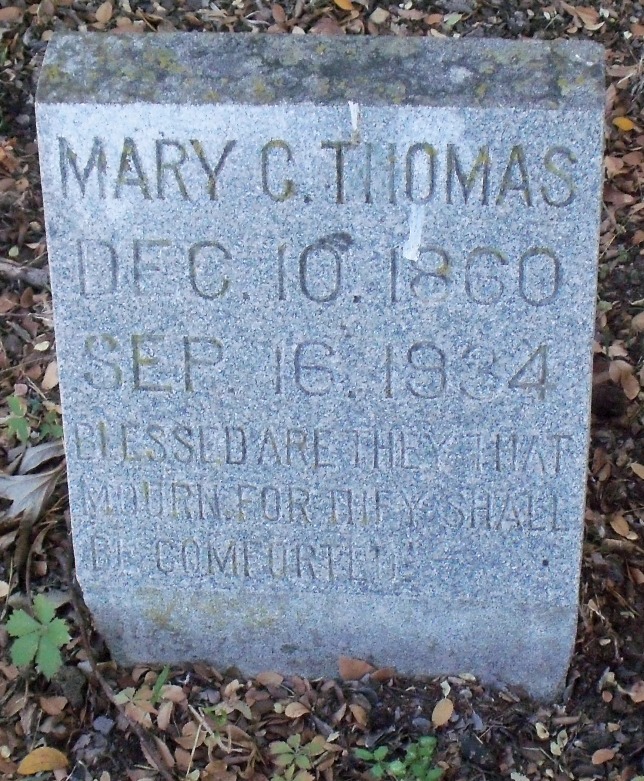 MARY C. THOMAS
DEC. 10. 1860
SEP. 16. 1934
BLESSED ARE THEY THAT
MOURN. FOR THEY SHALL
BE COMFORTED